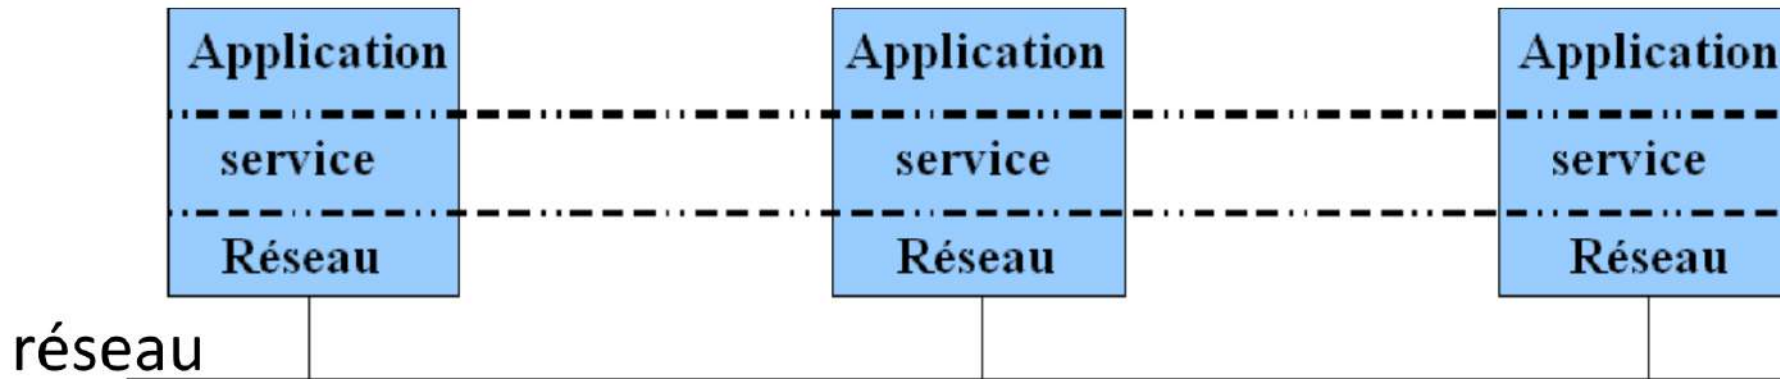 Application Application Application
service service service
Réseau Réseau Réseau
réseau